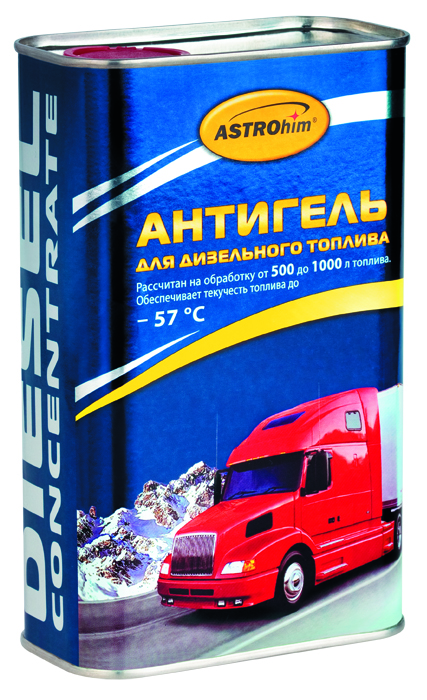 ASTROhim®
АНТИГЕЛЬ
ДЛЯ ДИЗЕЛЬНОГО ТОПЛИВА
Рассчитан на обработку от 500 до 1000 л топлива.
Обеспечивает текучесть топлива до
– 57 °C
DIESEL
CONCENTRATE